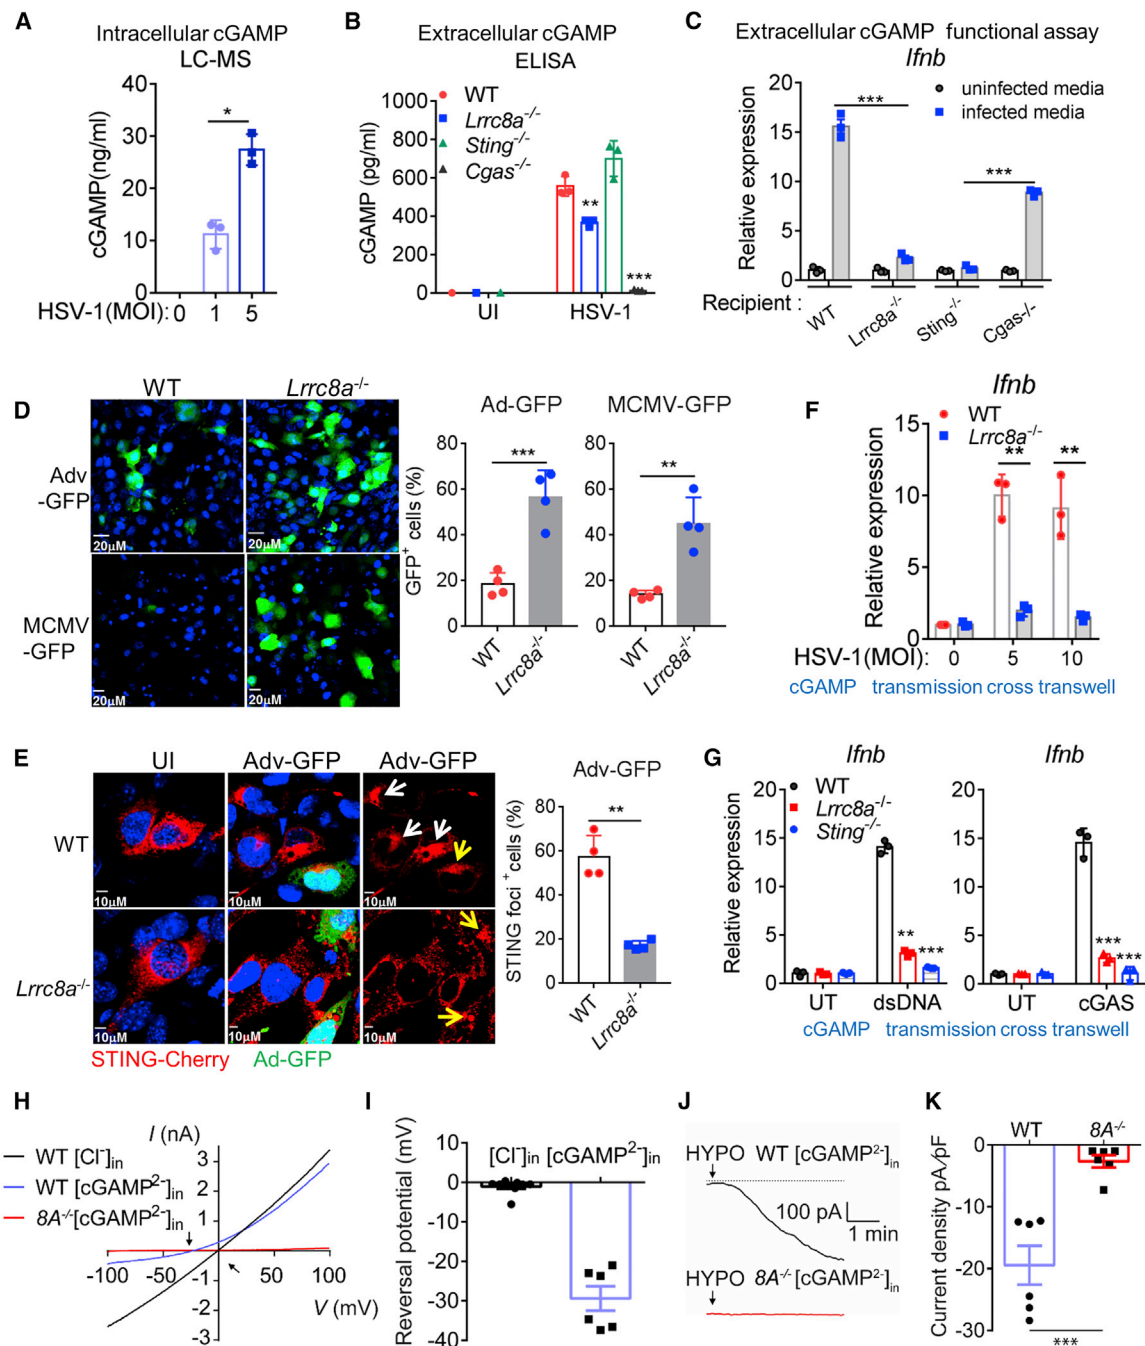 A
Intracellular cGAMP
LC-MS
cGAMP(ng/ml)
40
30
20
10
0
*
HSV-1(MOI): 0 1 5
B
Extracellular cGAMP
ELISA
cGAMP (pg/ml)
1000
800
600
400
200
0
WT
Lrrc8a-/-
Sting-/-
Cgas-/-
**
***
UI HSV-1
C
Extracellular cGAMP functional assay
Ifnb
Relative expression
20
15
10
5
0
uninfected media
infected media
***
***
Recipient :
WT
Lrrc8a-/-
Sting-/-
Cgas-/-
D
WT Lrrc8a-/-
Adv
-GFP
MCMV
-GFP
20μM
20μM
20μM
20μM
GFP+ cells (%)
Ad-GFP
80
60
40
20
0
***
WT
Lrrc8a-/-
MCMV-GFP
80
60
40
20
0
**
WT
Lrrc8a-/-
F
Ifnb
WT
Lrrc8a-/-
Relative expression
15
10
5
0
**
**
HSV-1(MOI): 0 5 10
cGAMP transmission cross transwell
E
UI Adv-GFP Adv-GFP
WT
Lrrc8a-/-
10μM
10μM
10μM
10μM
10μM
10μM
STING-Cherry Ad-GFP
Adv-GFP
STING foci + cells (%)
80
60
40
20
0
**
WT
Lrrc8a-/-
G
Ifnb
WT
Lrrc8a-/-
Sting-/-
Relative expression
20
15
10
5
0
**
***
UT dsDNA
Ifnb
20
15
10
5
0
***
***
UT cGAS
cGAMP transmission cross transwell
H
I (nA)
WT [Cl-]in
WT [cGAMP2-]in
8A-/-[cGAMP2-]in
3
2
1
-1
-2
-3
-100 -50 50 100
V (mV)
I
Reversal potential (mV)
10
0
-10
-20
-30
-40
[Cl-]in [cGAMP2-]in
J
HYPO WT [cGAMP2-]in
100 pA
1 min
HYPO 8A-/-[cGAMP2-]in
K
WT 8A-/-
Current density pA/pF
0
-10
-20
-30
***